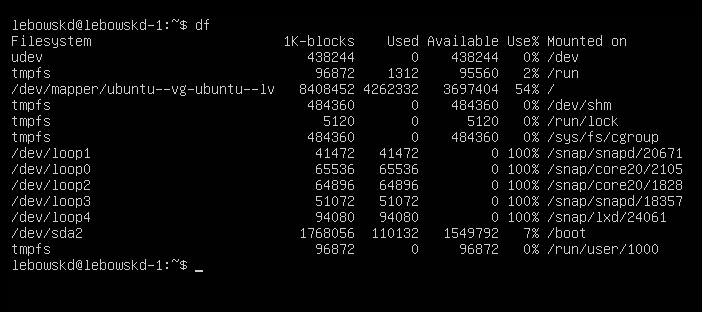 lebowskd@lebowskd-1:~$ df
Filesystem                        1K-blocks    Used Available Use% Mounted on
udev                                 438244       0    438244   0% /dev
tmpfs                                 96872    1312     95560   2% /run
/dev/mapper/ubuntu--vg-ubuntu--lv   8408452 4262332   3697404  54% /
tmpfs                                484360       0    484360   0% /dev/shm
tmpfs                                  5120       0      5120   0% /run/lock
tmpfs                                484360       0    484360   0% /sys/fs/cgroup
/dev/loop1                            41472   41472         0 100% /snap/snapd/20671
/dev/loop0                            65536   65536         0 100% /snap/core20/2105
/dev/loop2                            64896   64896         0 100% /snap/core20/1828
/dev/loop3                            51072   51072         0 100% /snap/snapd/18357
/dev/loop4                            94080   94080         0 100% /snap/lxd/24061
/dev/sda2                           1768056  110132   1549792   7% /boot
tmpfs                                 96872       0     96872   0% /run/user/1000
lebowskd@lebowskd-1:~$ _